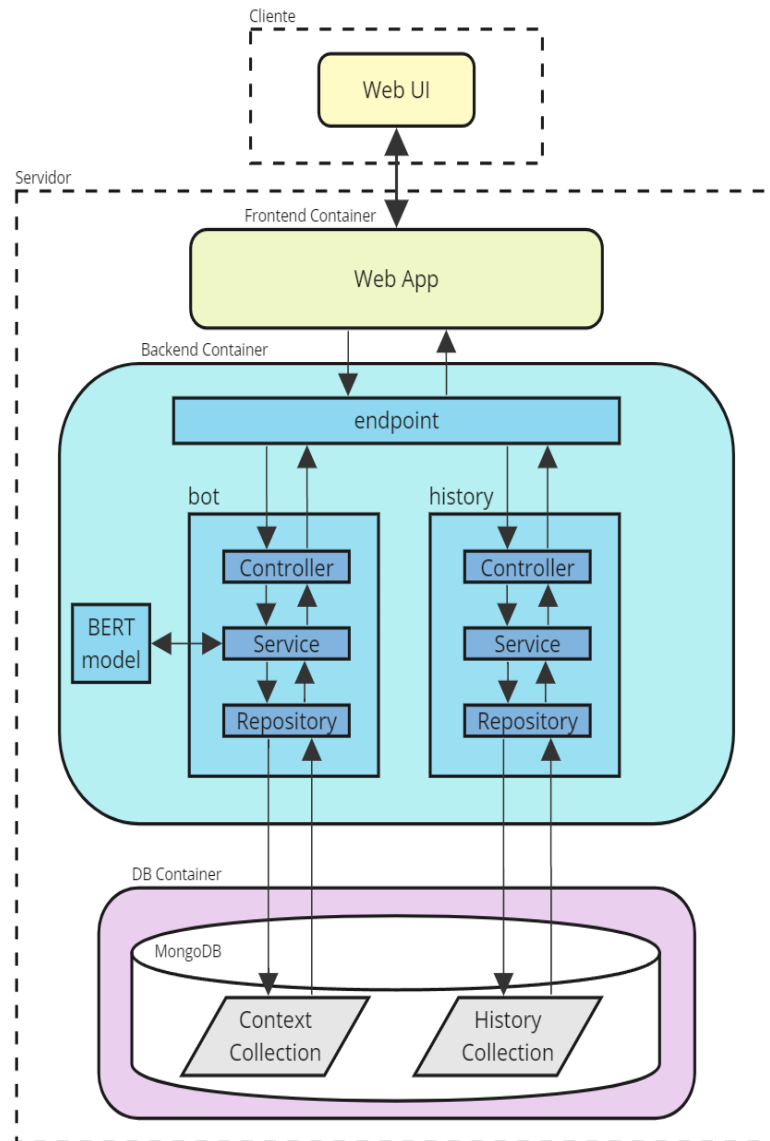 Cliente
Web UI
Servidor
Frontend Container
Web App
Backend Container
endpoint
bot
history
Controller
Controller
BERT
model
Service
Service
Repository
Repository
DB Container
MongoDB
Context
Collection
History
Collection